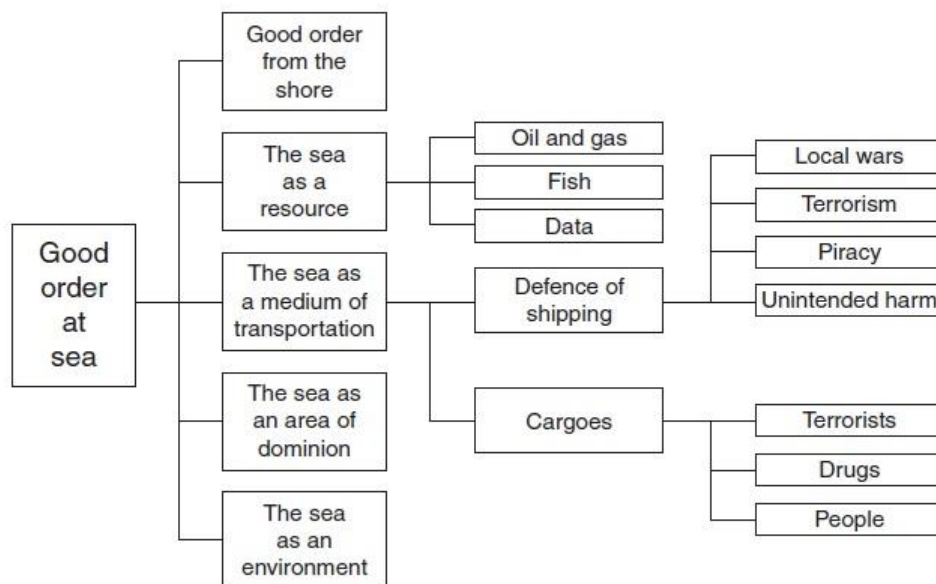 Good
order
at
sea
Good order
from the
shore
The sea
as a
resource
The sea as
a medium of
transportation
The sea as
an area of
dominion
The sea
as an
environment
Oil and gas
Fish
Data
Defence of
shipping
Cargoes
Local wars
Terrorism
Piracy
Unintended harm
Terrorists
Drugs
People